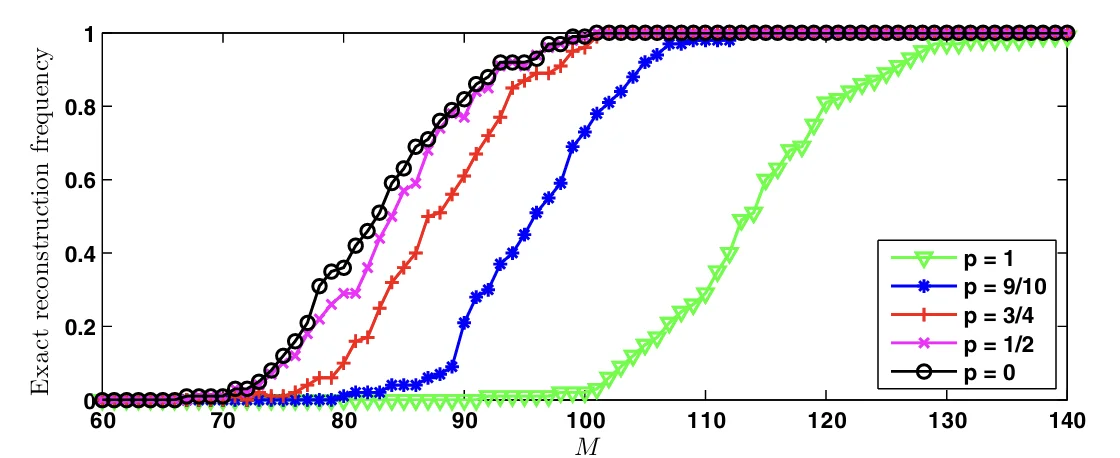 Exact reconstruction frequency
1
0.8
0.6
0.4
0.2
0
60 70 80 90 100 110 120 130 140
M
p = 1
p = 9/10
p = 3/4
p = 1/2
p = 0